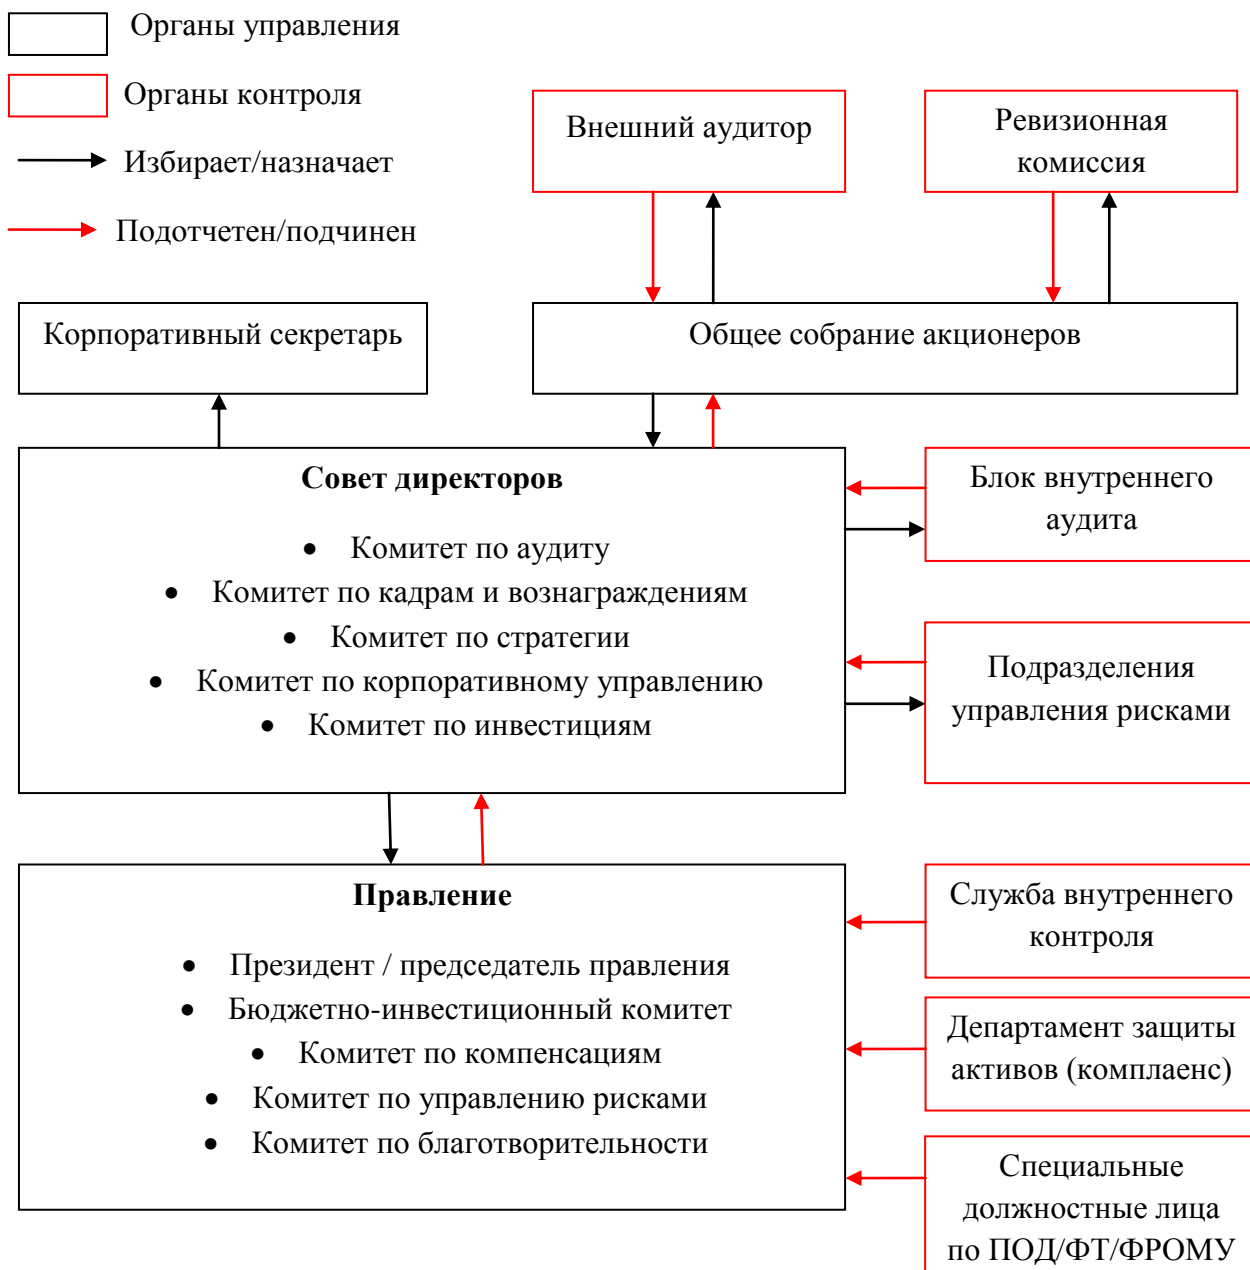 Органы управления
Органы контроля
Избирает/назначает
Подотчетен/подчинен
Внешний аудитор
Ревизионная
комиссия
Корпоративный секретарь
Общее собрание акционеров
Совет директоров
• Комитет по аудиту
• Комитет по кадрам и вознаграждениям
• Комитет по стратегии
• Комитет по корпоративному управлению
• Комитет по инвестициям
Блок внутреннего
аудита
Подразделения
управления рисками
Правление
• Президент / председатель правления
• Бюджетно-инвестиционный комитет
• Комитет по компенсациям
• Комитет по управлению рисками
• Комитет по благотворительности
Служба внутреннего
контроля
Департамент защиты
активов (комплаенс)
Специальные
должностные лица
по ПОД/ФТ/ФРОМУ